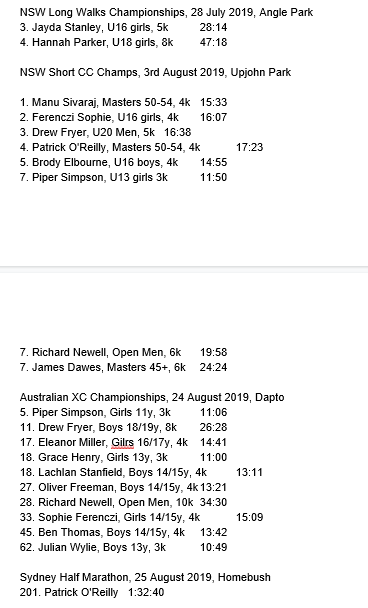 NSW Long Walks Championships, 28 July 2019, Angle Park
3. Jayda Stanley, U16 girls, 5k 28:14
4. Hannah Parker, U18 girls, 8k 47:18
NSW Short CC Champs, 3rd August 2019, Upjohn Park
1. Manu Sivaraj, Masters 50-54, 4k 15:33
2. Ferenczi Sophie, U16 girls, 4k 16:07
3. Drew Fryer, U20 Men, 5k 16:38
4. Patrick O'Reilly, Masters 50-54, 4k 17:23
5. Brody Elbourne, U16 boys, 4k 14:55
7. Piper Simpson, U13 girls 3k 11:50
7. Richard Newell, Open Men, 6k 19:58
7. James Dawes, Masters 45+, 6k 24:24
Australian XC Championships, 24 August 2019, Dapto
5. Piper Simpson, Girls 11y, 3k 11:06
11. Drew Fryer, Boys 18/19y, 8k 26:28
17. Eleanor Miller, Gilrs 16/17y, 4k 14:41
18. Grace Henry, Girls 13y, 3k 11:00
18. Lachlan Stanfield, Boys 14/15y, 4k 13:11
27. Oliver Freeman, Boys 14/15y, 4k 13:21
28. Richard Newell, Open Men, 10k 34:30
33. Sophie Ferenczi, Girls 14/15y, 4k 15:09
45. Ben Thomas, Boys 14/15y, 4k 13:42
62. Julian Wylie, Boys 13y, 3k 10:49
Sydney Half Marathon, 25 August 2019, Homebush
201. Patrick O'Reilly 1:32:40